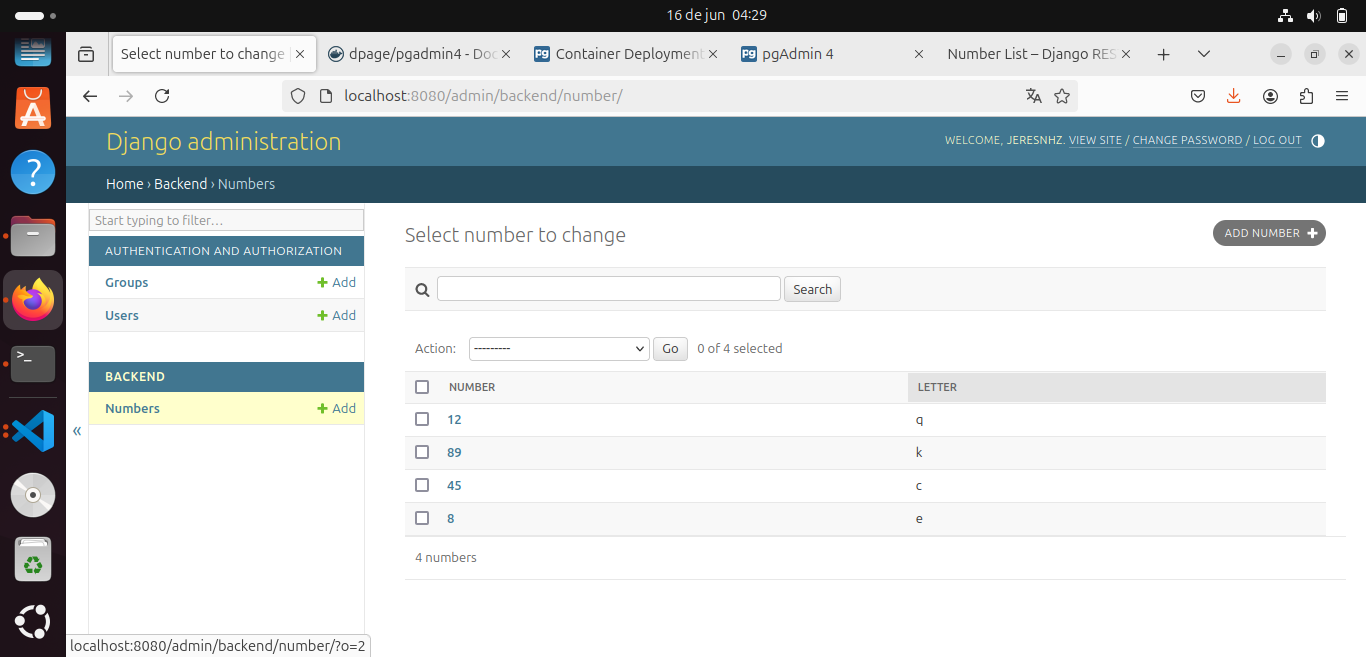 16 de jun 04:29
Select number to change
dpage/pgadmin4 - Doc
Container Deployment
pgAdmin 4
Number List – Django RES
localhost:8080/admin/backend/number/
Django administration
WELCOME, JERESNHZ. VIEW SITE / CHANGE PASSWORD / LOG OUT
Home › Backend › Numbers
Start typing to filter…
AUTHENTICATION AND AUTHORIZATION
Groups
Add
Users
Add
BACKEND
Numbers
Add
«
Select number to change
ADD NUMBER
Search
Action:
---------
Go
0 of 4 selected
NUMBER LETTER
12 q
89 k
45 c
8 e
4 numbers
localhost:8080/admin/backend/number/?o=2